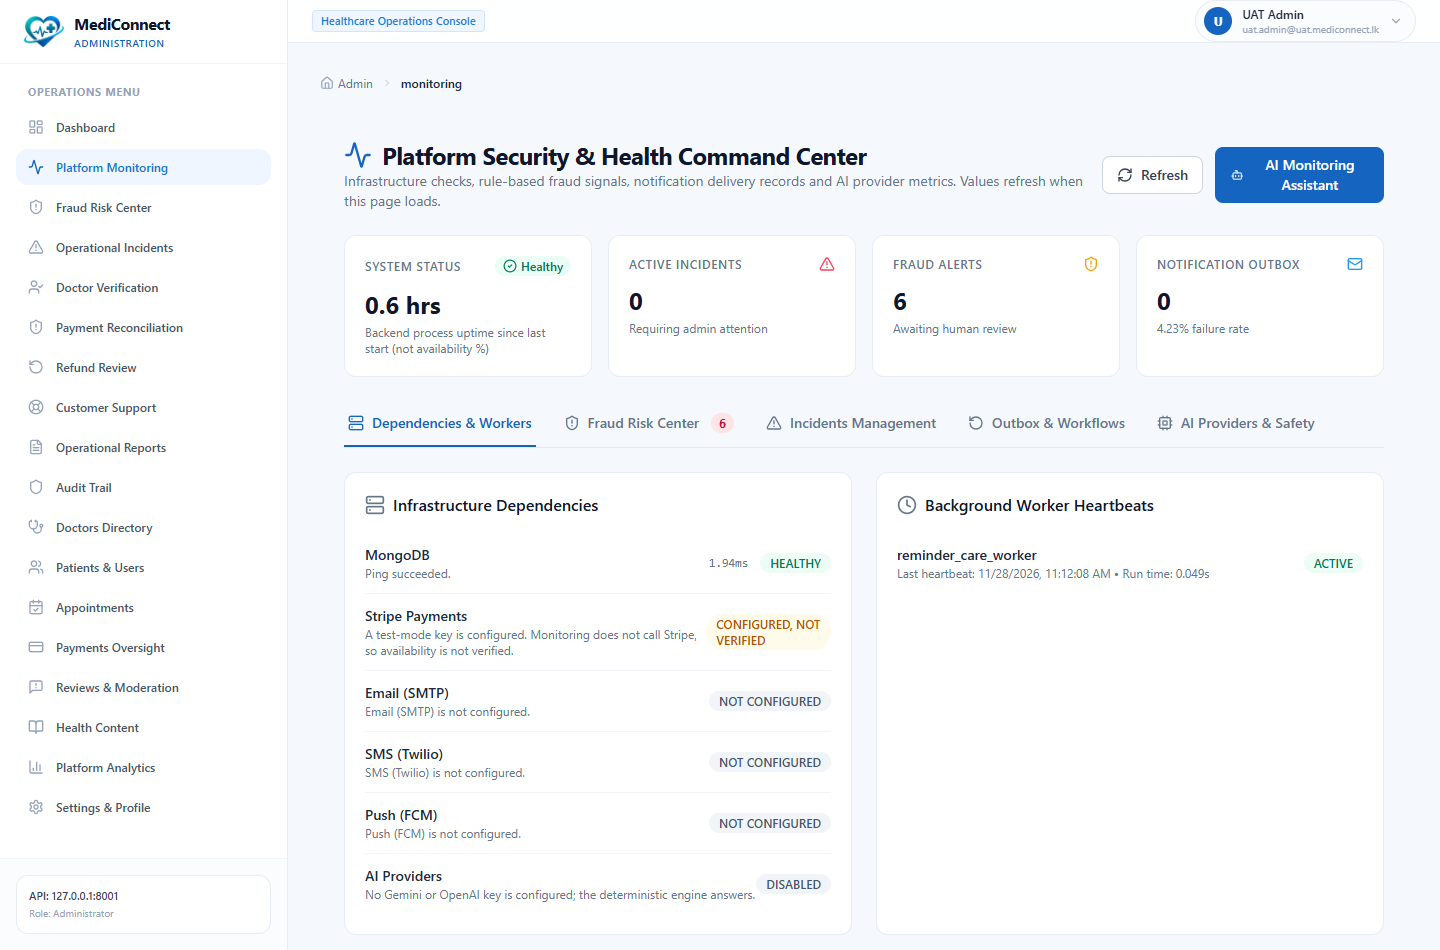 MediConnect
ADMINISTRATION
OPERATIONS MENU
Dashboard
Platform Monitoring
Fraud Risk Center
Operational Incidents
Doctor Verification
Payment Reconciliation
Refund Review
Customer Support
Operational Reports
Audit Trail
Doctors Directory
Patients & Users
Appointments
Payments Oversight
Reviews & Moderation
Health Content
Platform Analytics
Settings & Profile
API: 127.0.0.1:8001
Role: Administrator
Healthcare Operations Console
U
UAT Admin
uat.admin@uat.mediconnect.lk
Admin
monitoring
Platform Security & Health Command Center
Infrastructure checks, rule-based fraud signals, notification delivery records and AI provider metrics. Values refresh when
this page loads.
Refresh
AI Monitoring
Assistant
SYSTEM STATUS
Healthy
0.6 hrs
Backend process uptime since last
start (not availability %)
ACTIVE INCIDENTS
0
Requiring admin attention
FRAUD ALERTS
6
Awaiting human review
NOTIFICATION OUTBOX
0
4.23% failure rate
Dependencies & Workers
Fraud Risk Center 6
Incidents Management
Outbox & Workflows
AI Providers & Safety
Infrastructure Dependencies
MongoDB
Ping succeeded.
1.94ms
HEALTHY
Stripe Payments
A test-mode key is configured. Monitoring does not call Stripe,
so availability is not verified.
CONFIGURED, NOT
VERIFIED
Email (SMTP)
Email (SMTP) is not configured.
NOT CONFIGURED
SMS (Twilio)
SMS (Twilio) is not configured.
NOT CONFIGURED
Push (FCM)
Push (FCM) is not configured.
NOT CONFIGURED
AI Providers
No Gemini or OpenAI key is configured; the deterministic engine answers.
DISABLED
Background Worker Heartbeats
reminder_care_worker
Last heartbeat: 11/28/2026, 11:12:08 AM • Run time: 0.049s
ACTIVE